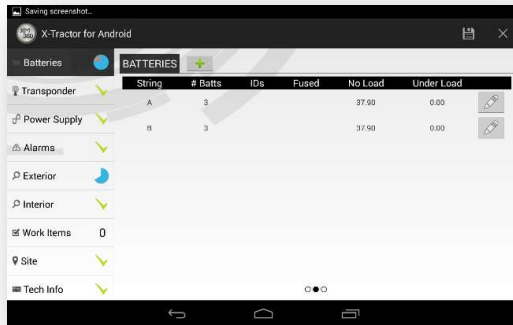 Saving screenshot..
X-Tractor for Android
Batteries
Transponder
Power Supply
Alarms
Exterior
Interior
Work Items 0
Site
Tech Info
BATTERIES
String # Batts IDs Fused No Load Under Load
A 3 37.90 0.00
B 3 37.90 0.00